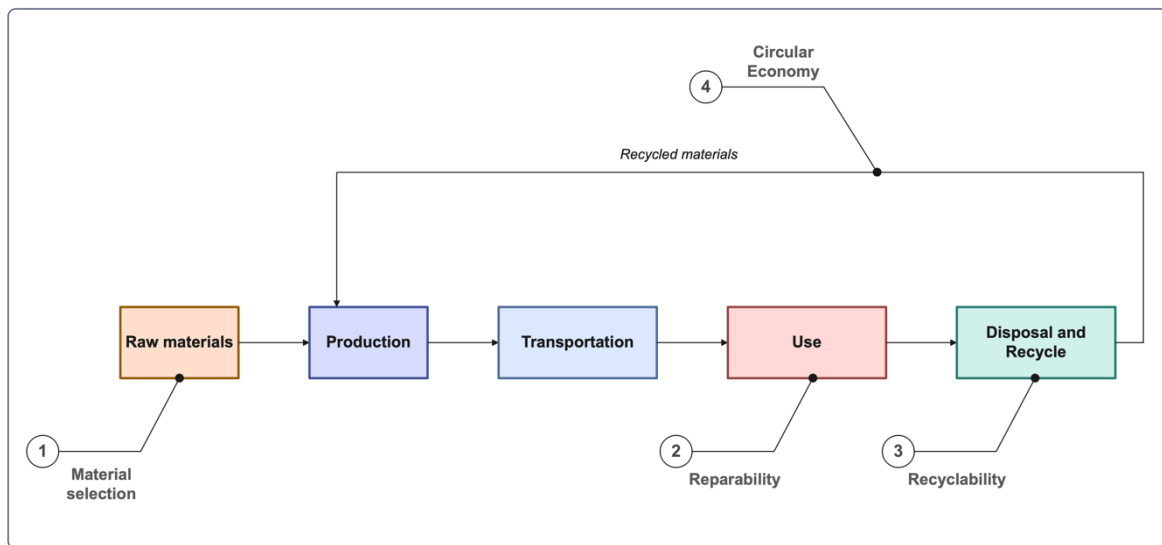 Circular
Economy
4
Recycled materials
Raw materials
Production
Transportation
Use
Disposal and
Recycle
1
Material
selection
2
Reparability
3
Recyclability